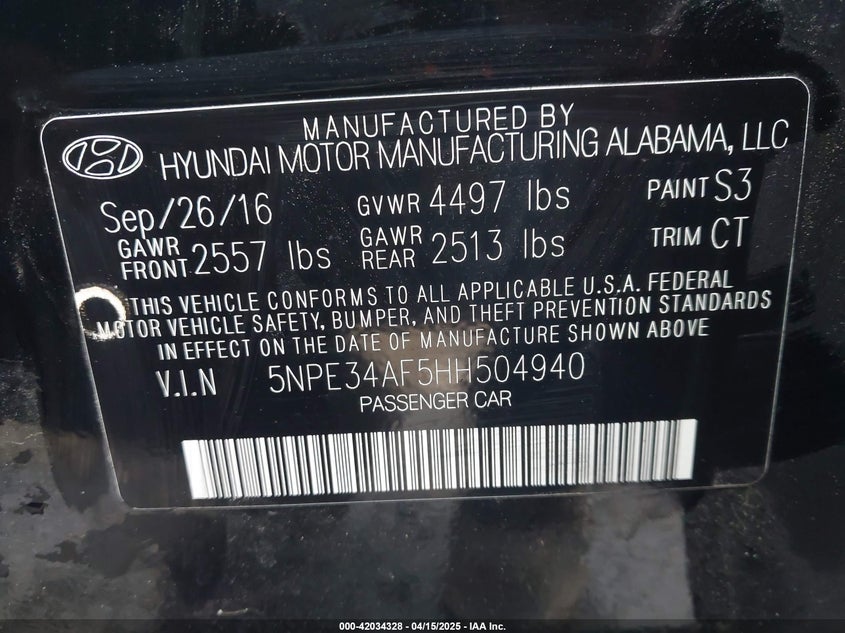 MANUFACTURED BY
HYUNDAI MOTOR MANUFACTURING ALABAMA, LLC
Sep/26/16 GVWR 4497 lbs PAINT S3
GAWR FRONT 2557 lbs GAWR REAR 2513 lbs TRIM CT
THIS VEHICLE CONFORMS TO ALL APPLICABLE U.S.A. FEDERAL
MOTOR VEHICLE SAFETY, BUMPER, AND THEFT PREVENTION STANDARDS
IN EFFECT ON THE DATE OF MANUFACTURE SHOWN ABOVE
V.I.N 5NPE34AF5HH504940
PASSENGER CAR
000-42034328 - 04/15/2025 - IAA Inc.